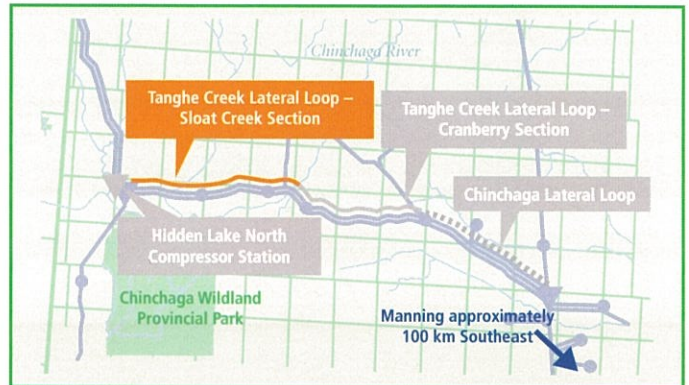 Chinchaga River
Tanghe Creek Lateral Loop –
Sloat Creek Section
Tanghe Creek Lateral Loop –
Cranberry Section
Chinchaga Lateral Loop
Hidden Lake North
Compressor Station
Chinchaga Wildland
Provincial Park
Manning approximately
100 km Southeast